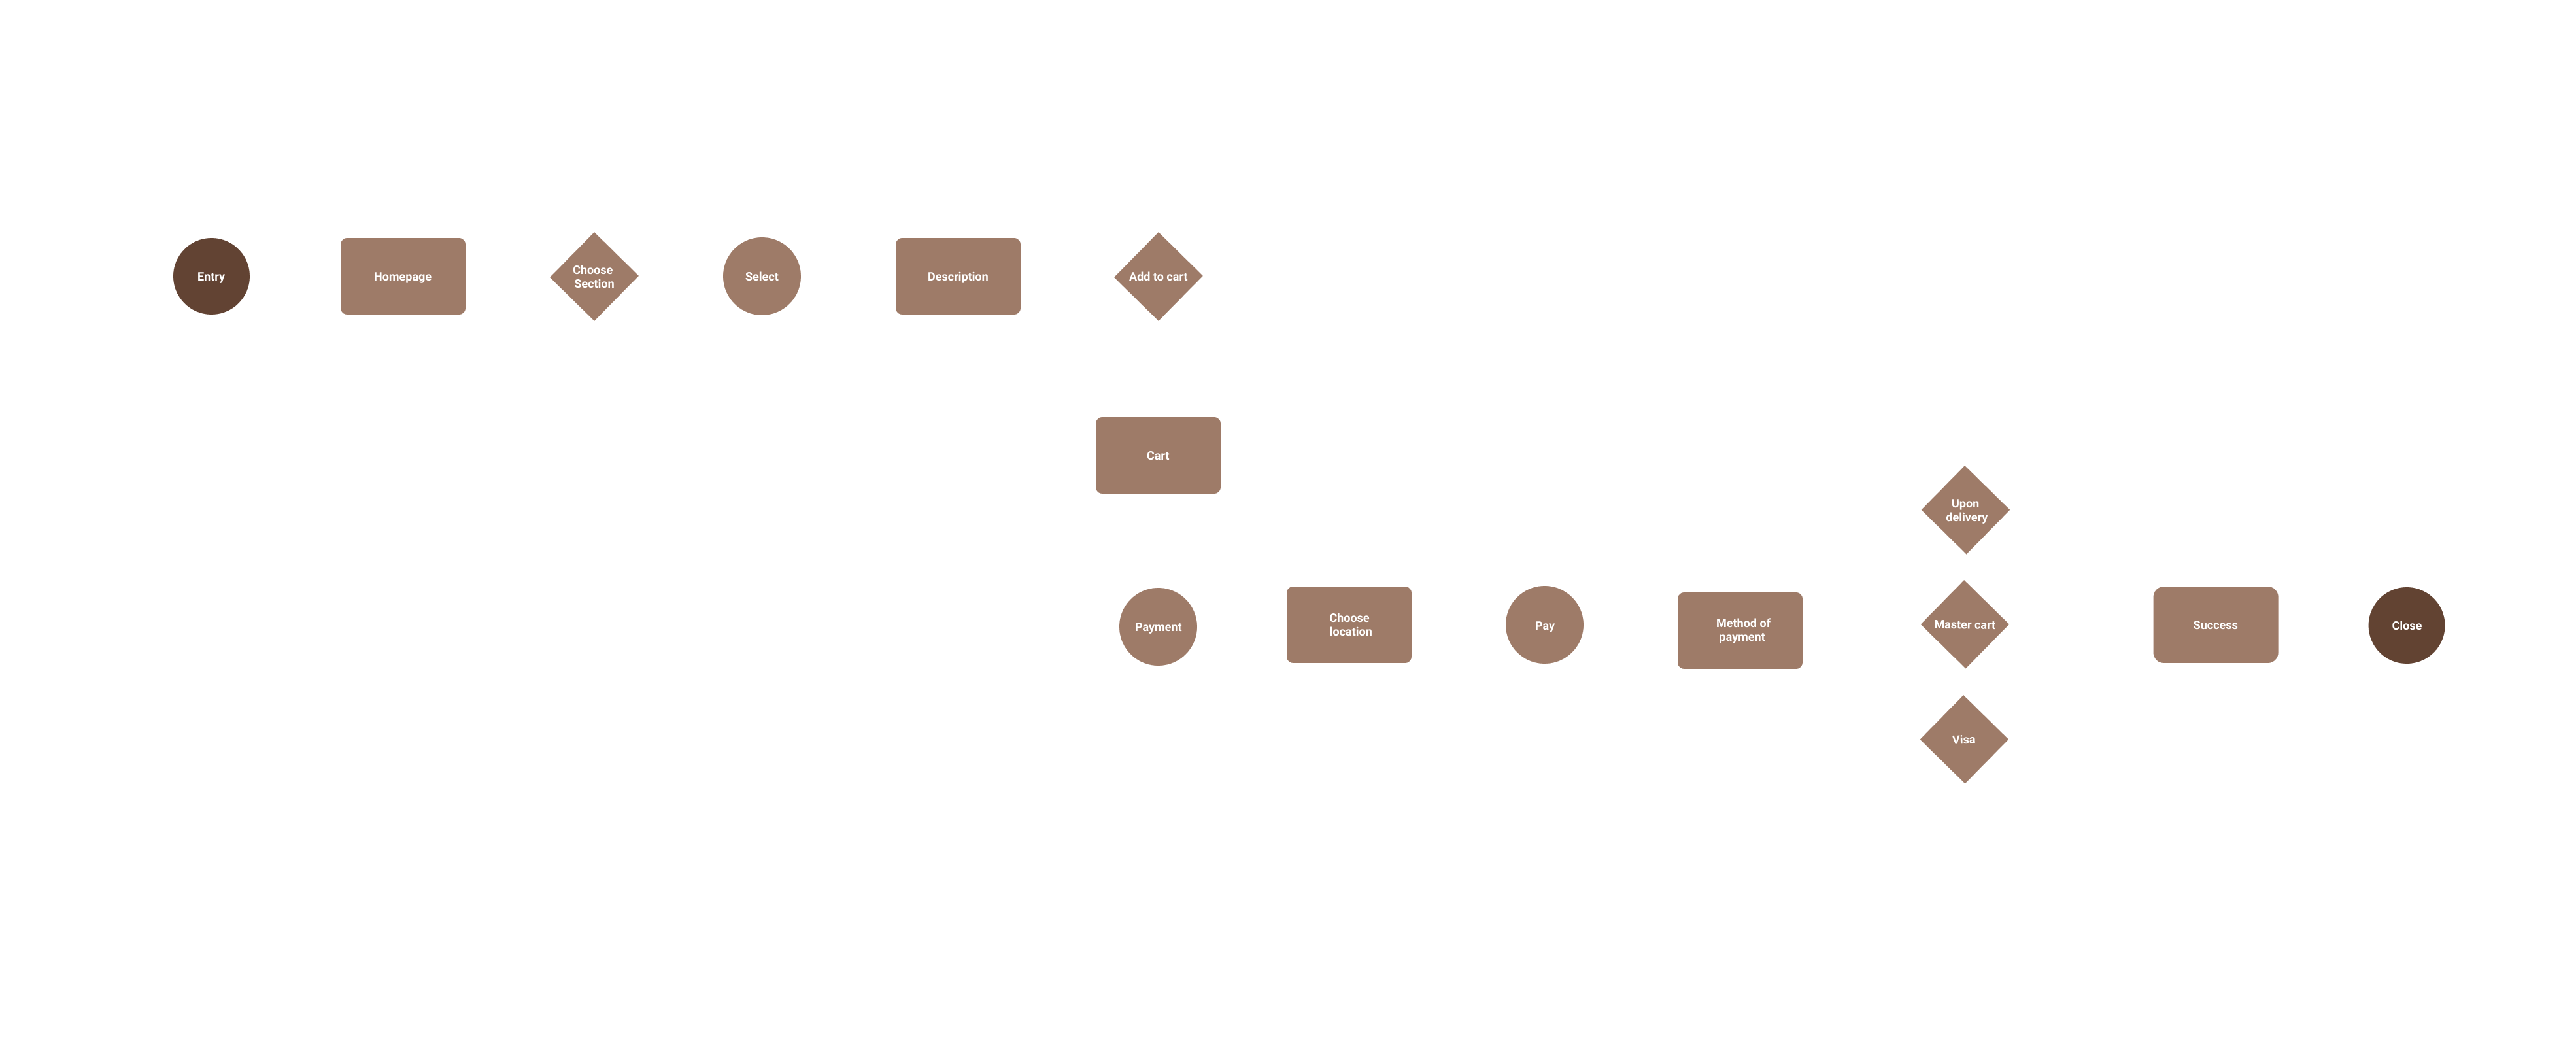 Entry
Homepage
Choose
Section
Select
Description
Add to cart
Cart
Payment
Choose
location
Pay
Method of
payment
Upon
delivery
Master cart
Visa
Success
Close